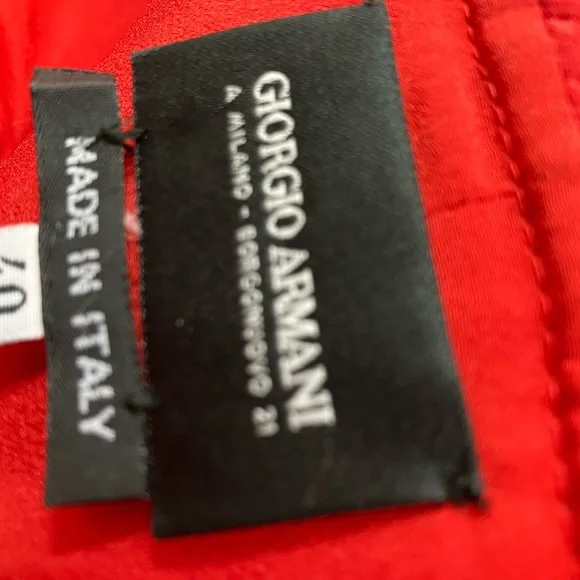 GIORGIO ARMANI
A MILANO - BORGONUOVO 21
MADE IN ITALY
40